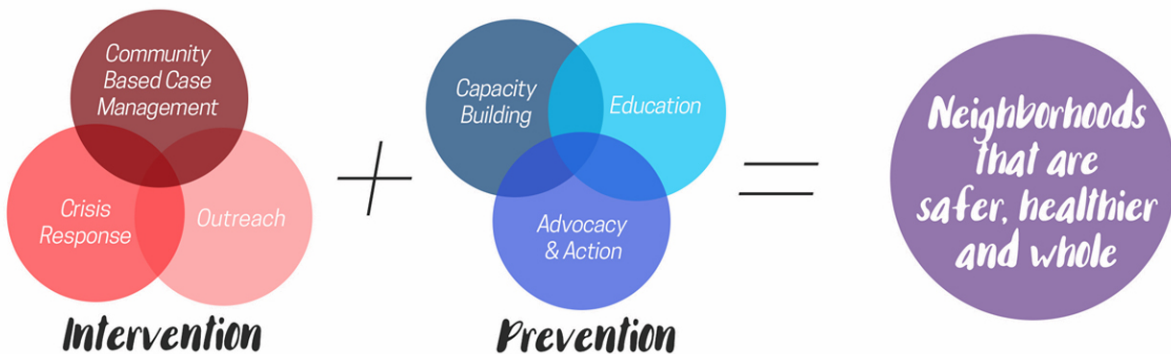 Community
Based Case
Management
Crisis
Response
Outreach
Intervention
+
Capacity
Building
Education
Advocacy
& Action
Prevention
=
Neighborhoods
that are
safer, healthier
and whole